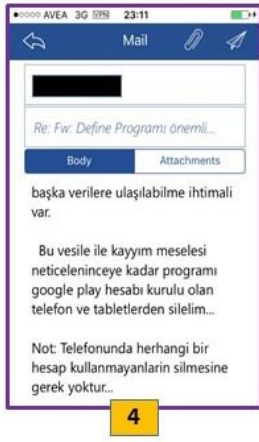 AVEA 3G VPN 23:11
Mail
Re: Fw: Define Programı önemli...
Body Attachments
başka verilere ulaşılabilme ihtimali
var.
Bu vesile ile kayyım meselesi
neticeleninceye kadar programı
google play hesabı kurulu olan
telefon ve tabletlerden silelim...
Not: Telefonunda herhangi bir
hesap kullanmayanlarin silmesine
gerek yoktur...
4